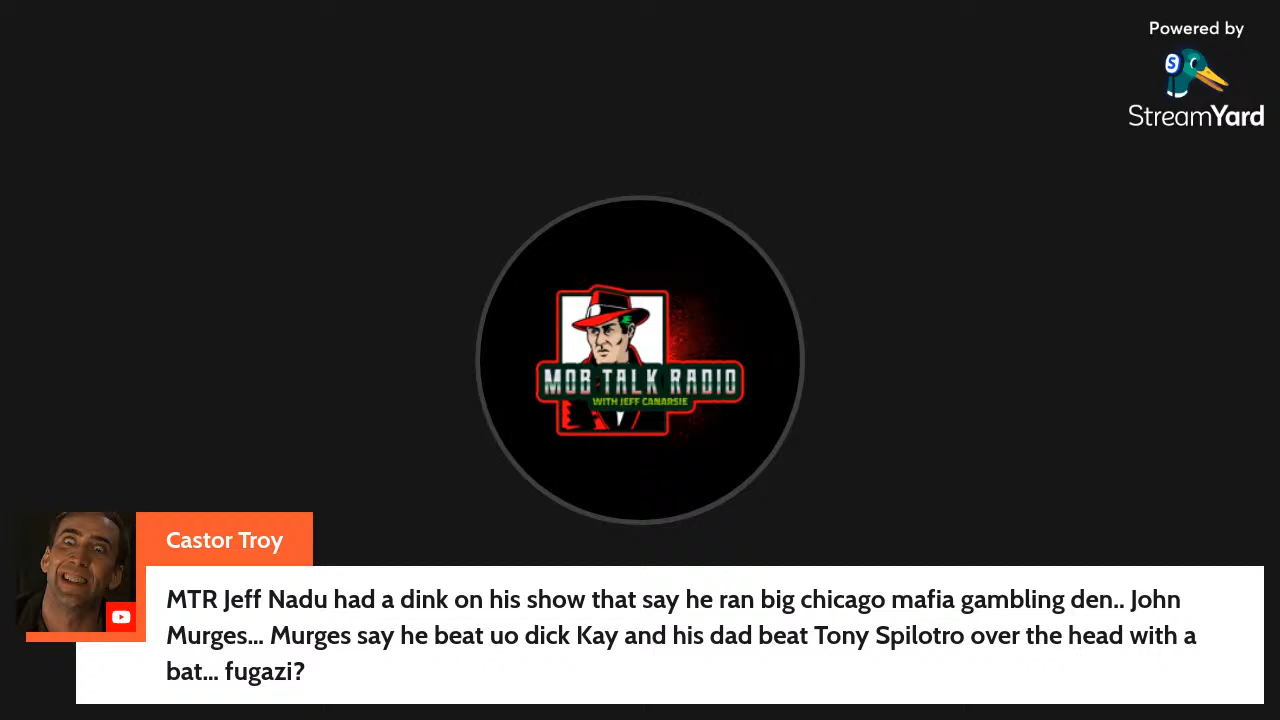 Powered by
StreamYard
MOB TALK RADIO
WITH JEFF CANARSIE
Castor Troy
MTR Jeff Nadu had a dink on his show that say he ran big chicago mafia gambling den.. John
Murges... Murges say he beat uo dick Kay and his dad beat Tony Spilotro over the head with a
bat... fugazi?